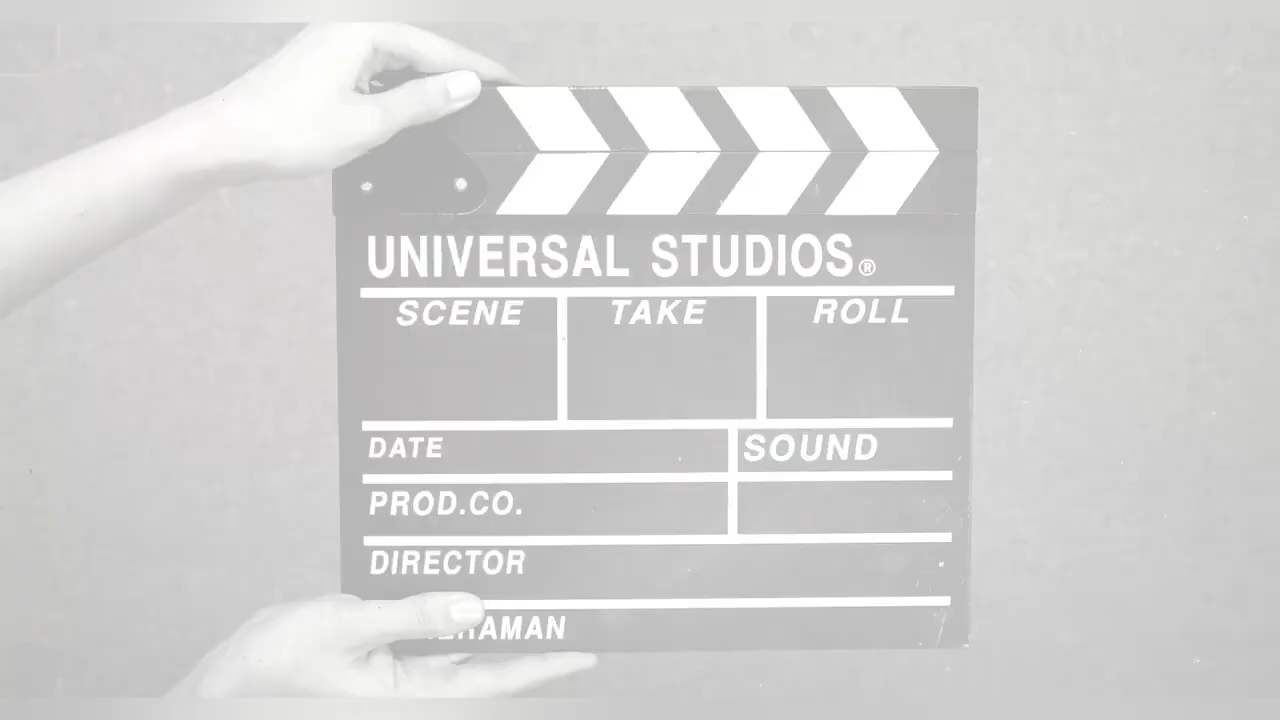 UNIVERSAL STUDIOS®
SCENE TAKE ROLL
DATE SOUND
PROD.CO.
DIRECTOR